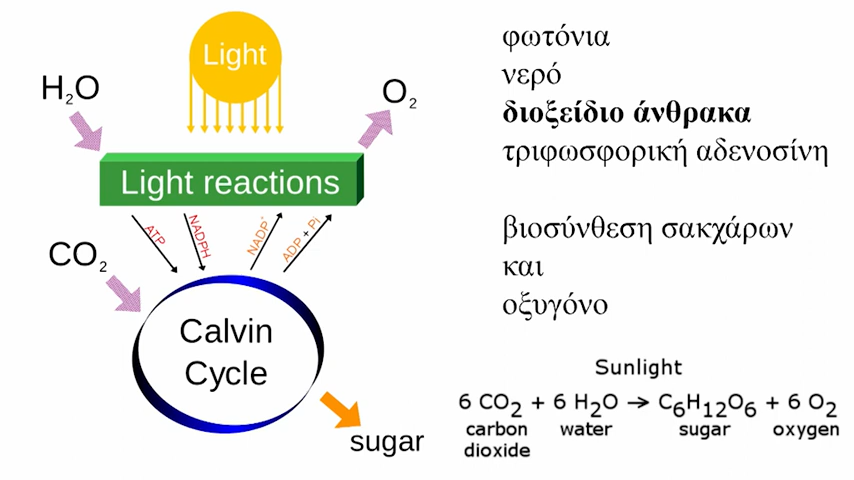 Light
H₂O
O₂
Light reactions
ATP
NADPH
NADP⁺
ADP + Pi
CO₂
Calvin
Cycle
sugar
φωτόνια
νερό
διοξείδιο άνθρακα
τριφωσφορική αδενοσίνη
βιοσύνθεση σακχάρων
και
οξυγόνο
Sunlight
6 CO₂ + 6 H₂O → C₆H₁₂O₆ + 6 O₂
carbon water sugar oxygen
dioxide